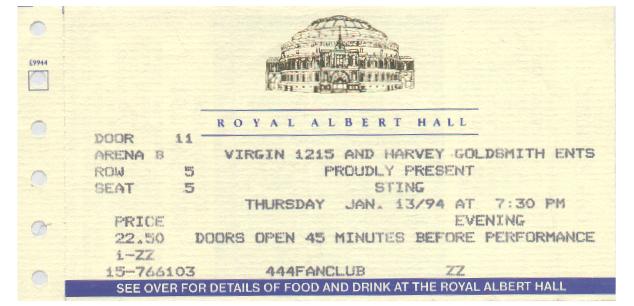 £9944
ROYAL ALBERT HALL
DOOR 11
ARENA B VIRGIN 1215 AND HARVEY GOLDSMITH ENTS
ROW 5 PROUDLY PRESENT
SEAT 5 STING
THURSDAY JAN. 13/94 AT 7:30 PM
PRICE EVENING
22.50 DOORS OPEN 45 MINUTES BEFORE PERFORMANCE
i-ZZ
15-766103 444FANCLUB ZZ
SEE OVER FOR DETAILS OF FOOD AND DRINK AT THE ROYAL ALBERT HALL